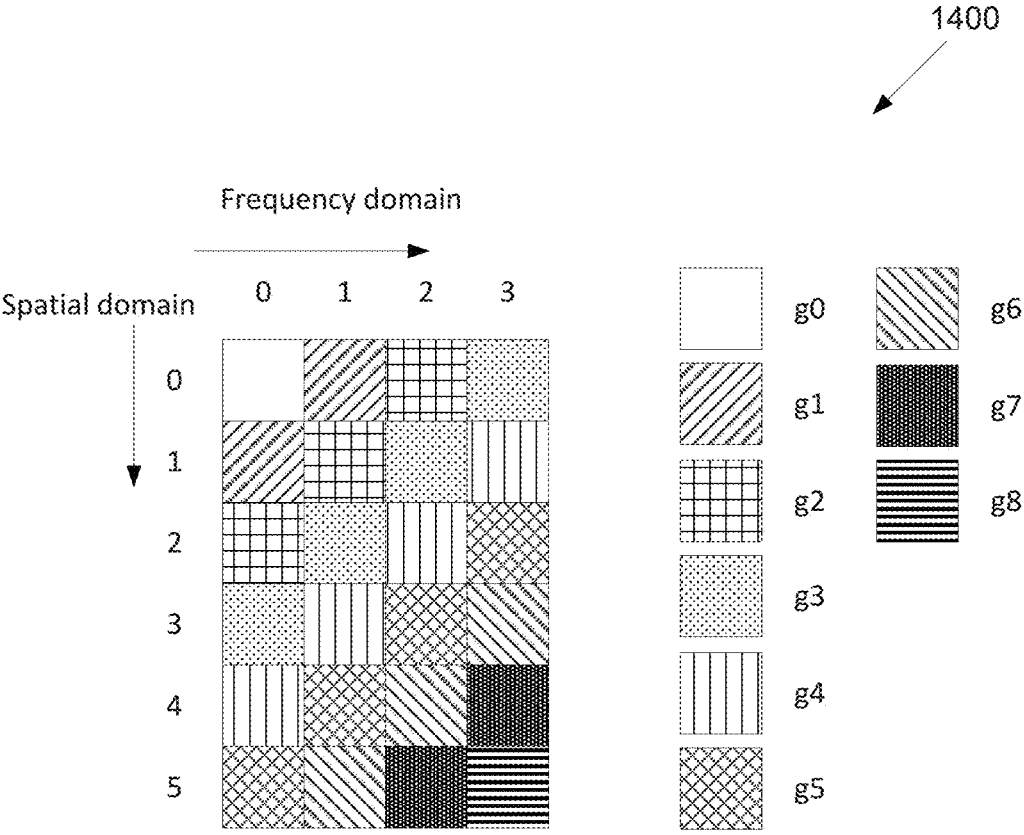 1400
Frequency domain
Spatial domain
0 1 2 3
0
1
2
3
4
5
g0
g1
g2
g3
g4
g5
g6
g7
g8